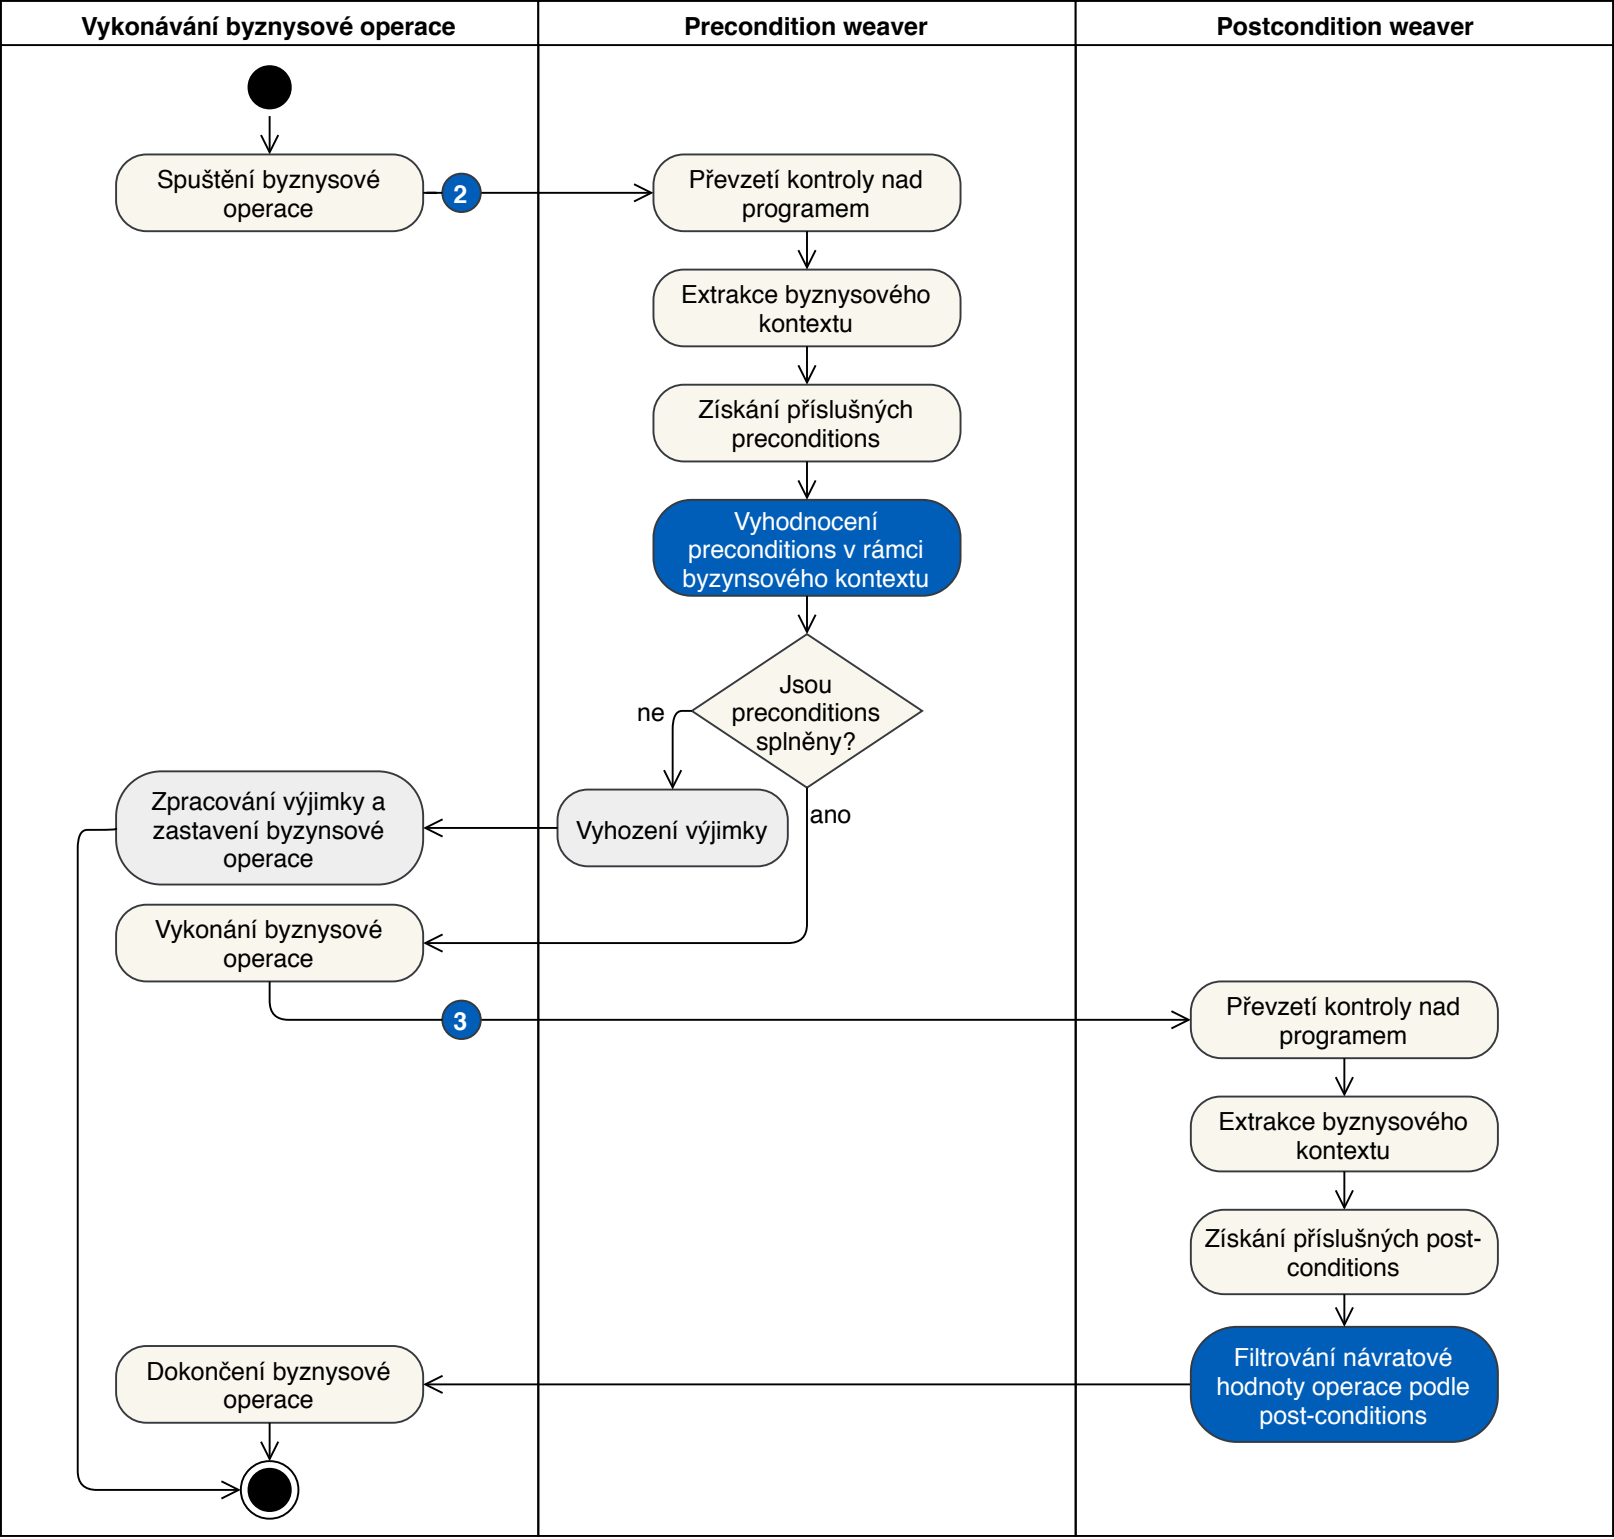 Vykonávání byznysové operace
Precondition weaver
Postcondition weaver
Spuštění byznysové
operace
2
Převzetí kontroly nad
programem
Extrakce byznysového
kontextu
Získání příslušných
preconditions
Vyhodnocení
preconditions v rámci
byzynsového kontextu
Jsou
preconditions
splněny?
ne
ano
Vyhození výjimky
Zpracování výjimky a
zastavení byzynsové
operace
Vykonání byznysové
operace
3
Převzetí kontroly nad
programem
Extrakce byznysového
kontextu
Získání příslušných post-
conditions
Filtrování návratové
hodnoty operace podle
post-conditions
Dokončení byznysové
operace